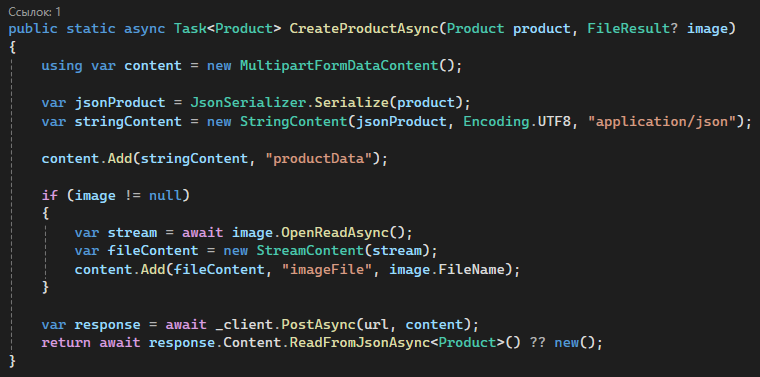 Ссылок: 1
public static async Task<Product> CreateProductAsync(Product product, FileResult? image)
{
    using var content = new MultipartFormDataContent();

    var jsonProduct = JsonSerializer.Serialize(product);
    var stringContent = new StringContent(jsonProduct, Encoding.UTF8, "application/json");

    content.Add(stringContent, "productData");

    if (image != null)
    {
        var stream = await image.OpenReadAsync();
        var fileContent = new StreamContent(stream);
        content.Add(fileContent, "imageFile", image.FileName);
    }

    var response = await _client.PostAsync(url, content);
    return await response.Content.ReadFromJsonAsync<Product>() ?? new();
}